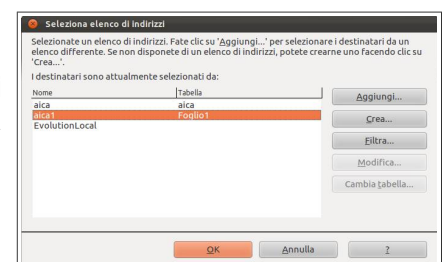 Seleziona elenco di indirizzi
Selezionate un elenco di indirizzi. Fate clic su 'Aggiungi...' per selezionare i destinatari da un
elenco differente. Se non disponete di un elenco di indirizzi, potete crearne uno facendo clic su
'Crea...'.
I destinatari sono attualmente selezionati da:
Nome Tabella
aica aica
aica1 Foglio1
EvolutionLocal
Aggiungi...
Crea...
Filtra...
Modifica...
Cambia tabella...
OK Annulla ?